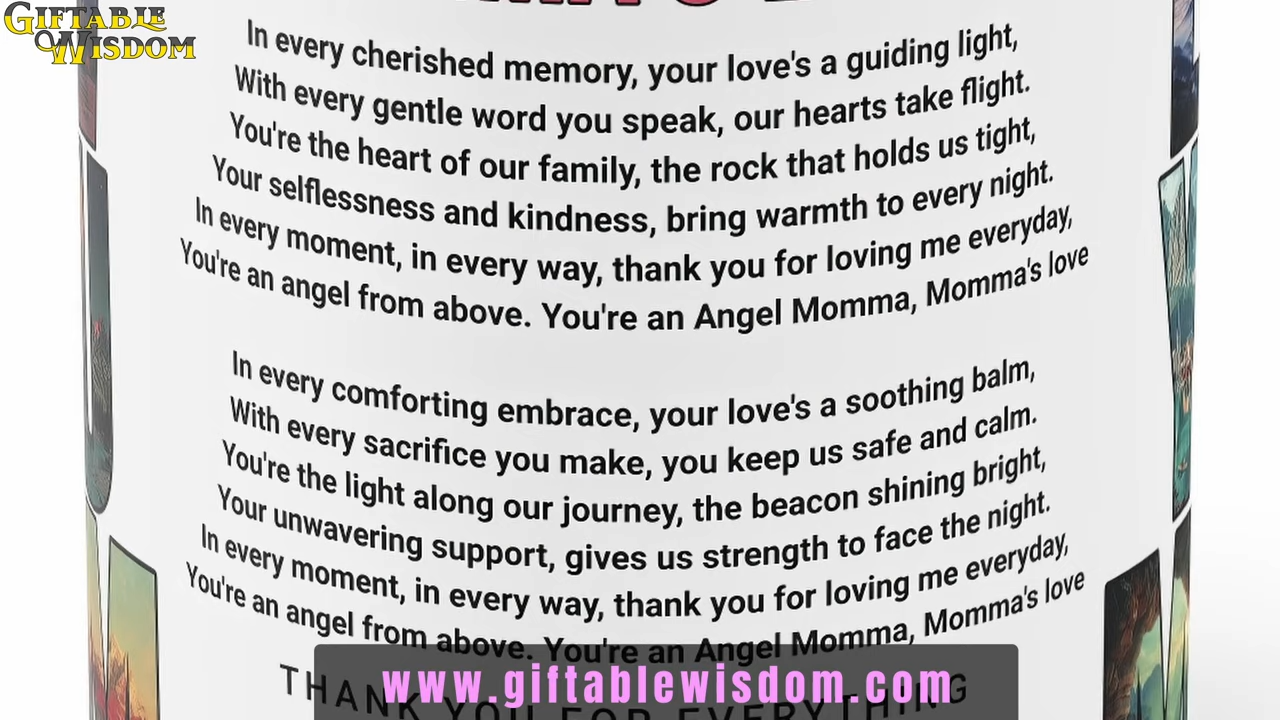 GIFTABLE
WISDOM
In every cherished memory, your love's a guiding light,
With every gentle word you speak, our hearts take flight.
You're the heart of our family, the rock that holds us tight,
Your selflessness and kindness, bring warmth to every night.
In every moment, in every way, thank you for loving me everyday,
You're an angel from above. You're an Angel Momma, Momma's love
In every comforting embrace, your love's a soothing balm,
With every sacrifice you make, you keep us safe and calm.
You're the light along our journey, the beacon shining bright,
Your unwavering support, gives us strength to face the night.
In every moment, in every way, thank you for loving me everyday,
You're an angel from above. You're an Angel Momma, Momma's love
THANK YOU FOR EVERYTHING
www.giftablewisdom.com